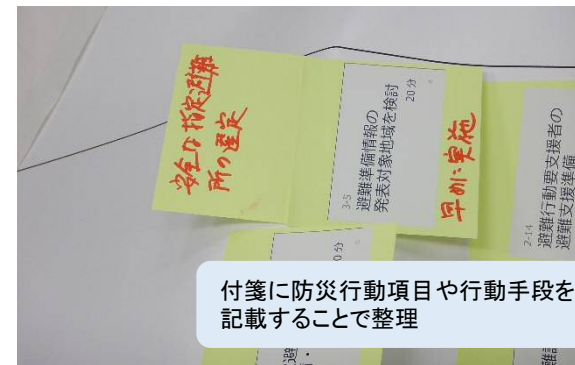 安全な指定避難
所の選定
3-5
避難準備情報の
発表対象地域を検討
20分
早めに実施
2-14
避難行動要支援者の
避難支援準備
0分
付箋に防災行動項目や行動手段を
記載することで整理